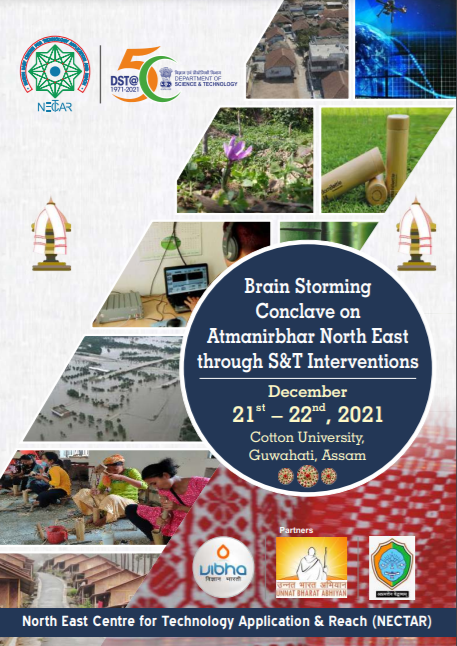 NECTAR
50
DST@
1971-2021
विज्ञान एवं प्रौद्योगिकी विभाग
DEPARTMENT OF
SCIENCE & TECHNOLOGY
Brain Storming
Conclave on
Atmanirbhar North East
through S&T Interventions
December
21st – 22nd, 2021
Cotton University,
Guwahati, Assam
Partners
vibha
विज्ञान भारती
उन्नत भारत अभियान
UNNAT BHARAT ABHIYAN
North East Centre for Technology Application & Reach (NECTAR)